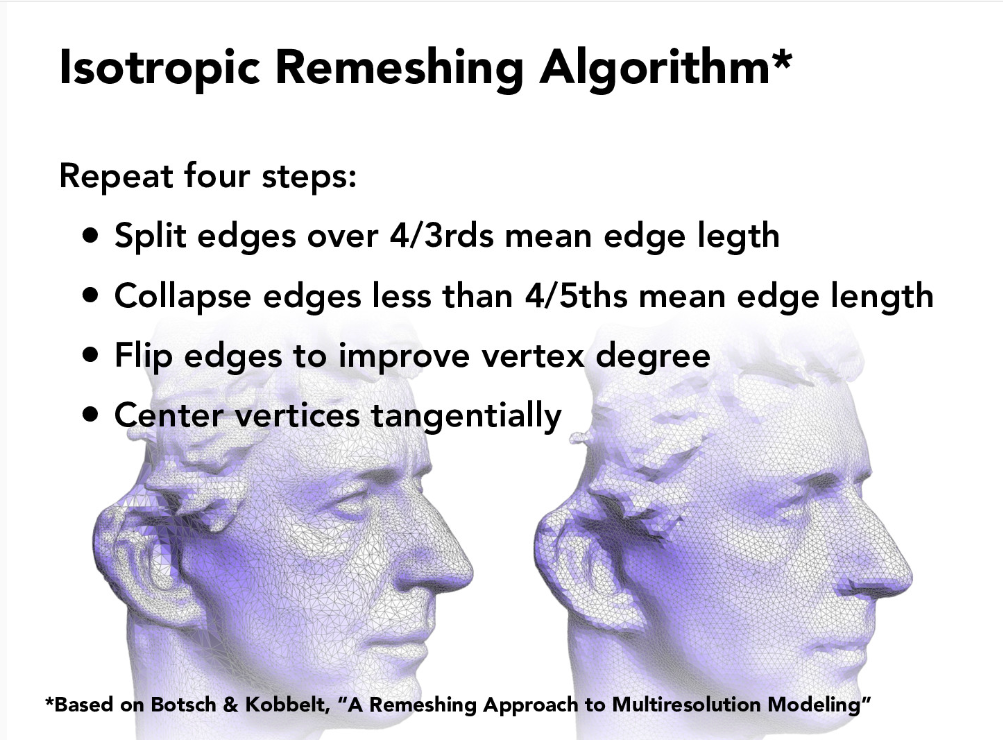 Isotropic Remeshing Algorithm*
Repeat four steps:
• Split edges over 4/3rds mean edge legth
• Collapse edges less than 4/5ths mean edge length
• Flip edges to improve vertex degree
• Center vertices tangentially
*Based on Botsch & Kobbelt, “A Remeshing Approach to Multiresolution Modeling”